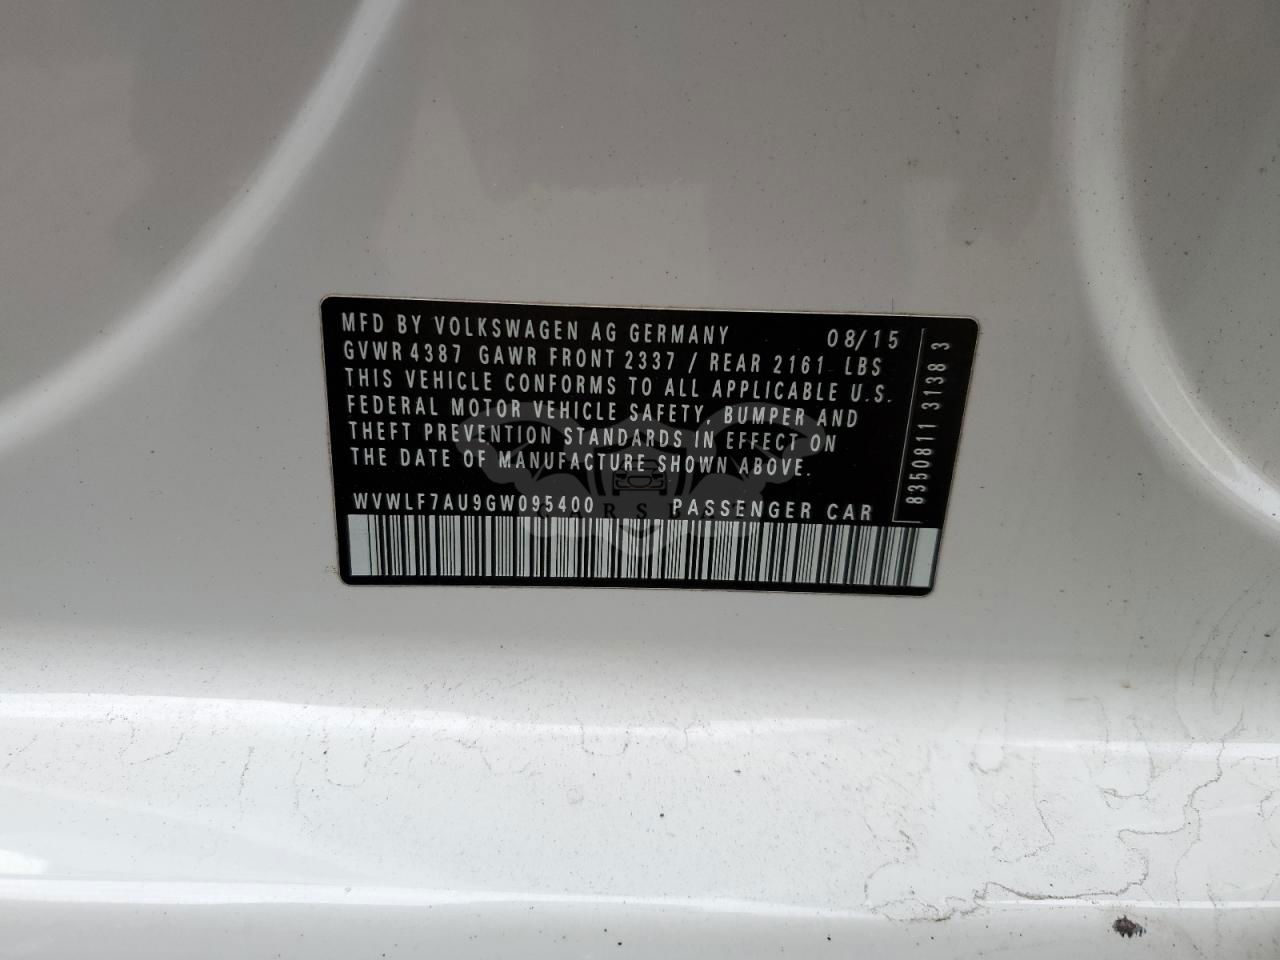 MFD BY VOLKSWAGEN AG GERMANY 08/15
GVWR 4387 GAWR FRONT 2337 / REAR 2161 LBS
THIS VEHICLE CONFORMS TO ALL APPLICABLE U.S.
FEDERAL MOTOR VEHICLE SAFETY, BUMPER AND
THEFT PREVENTION STANDARDS IN EFFECT ON
THE DATE OF MANUFACTURE SHOWN ABOVE.
WVWLF7AU9GW095400 PASSENGER CAR
8350811 3138 3